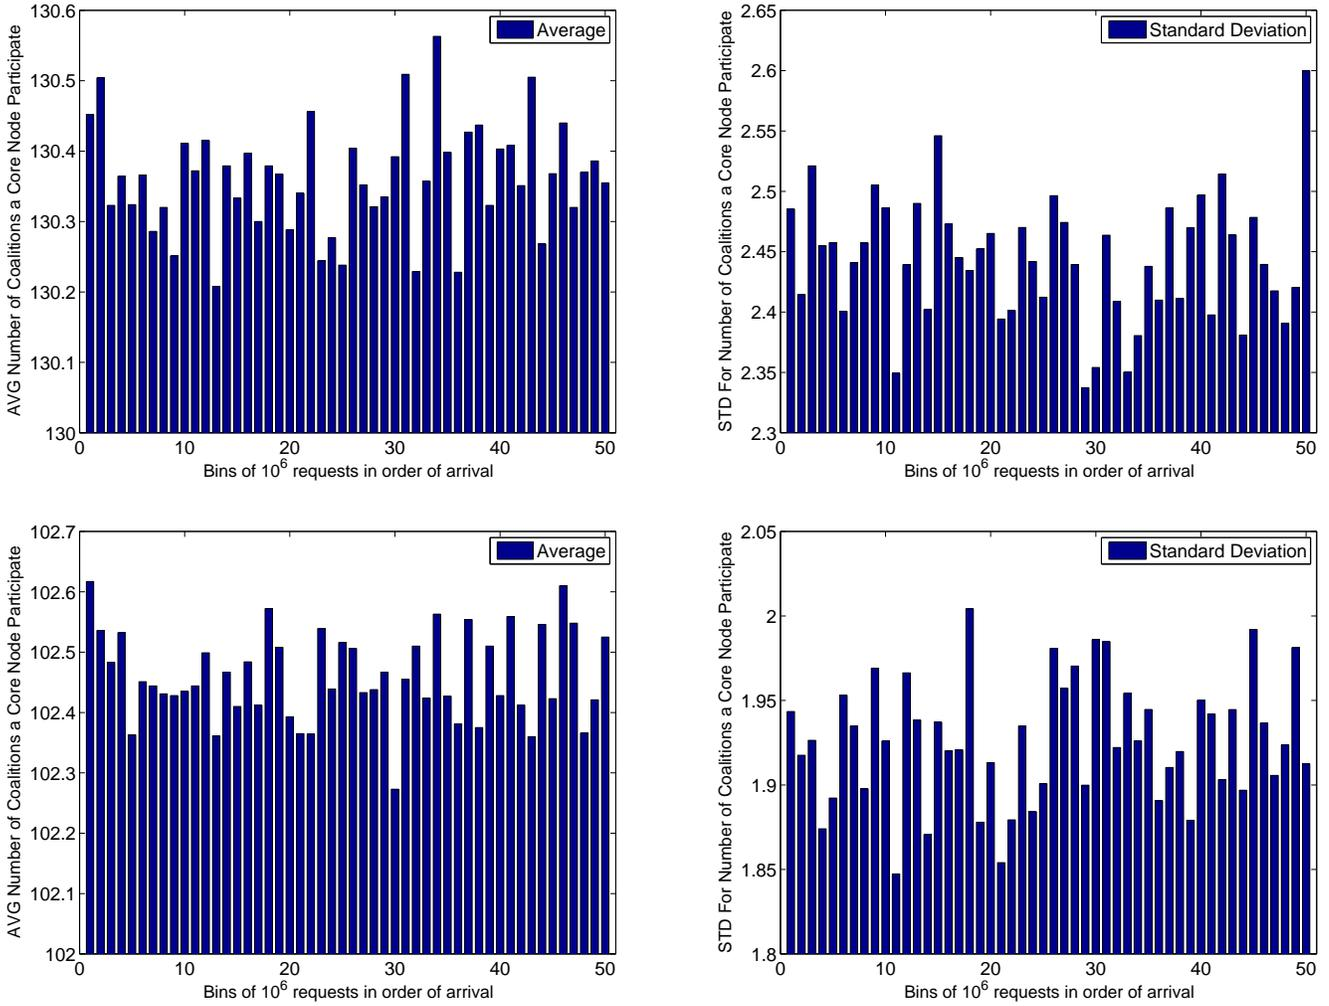 130.6
130.5
130.4
130.3
130.2
130.1
130
0 10 20 30 40 50
AVG Number of Coalitions a Core Node Participate
Bins of 10^6 requests in order of arrival
Average
2.65
2.6
2.55
2.5
2.45
2.4
2.35
2.3
0 10 20 30 40 50
STD For Number of Coalitions a Core Node Participate
Bins of 10^6 requests in order of arrival
Standard Deviation
102.7
102.6
102.5
102.4
102.3
102.2
102.1
102
0 10 20 30 40 50
AVG Number of Coalitions a Core Node Participate
Bins of 10^6 requests in order of arrival
Average
2.05
2
1.95
1.9
1.85
1.8
0 10 20 30 40 50
STD For Number of Coalitions a Core Node Participate
Bins of 10^6 requests in order of arrival
Standard Deviation